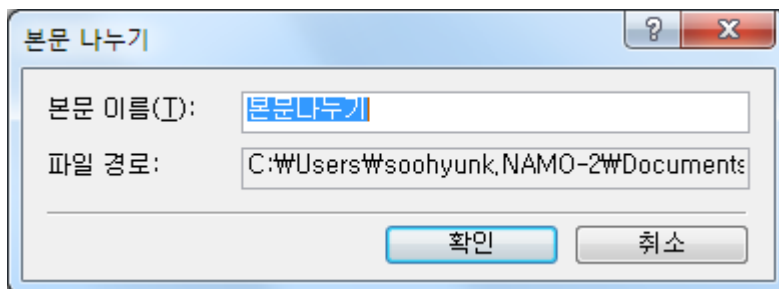 본문 나누기
본문 이름(T):
본문나누기
파일 경로:
C:₩Users₩soohyunk.NAMO-2₩Documents
확인
취소